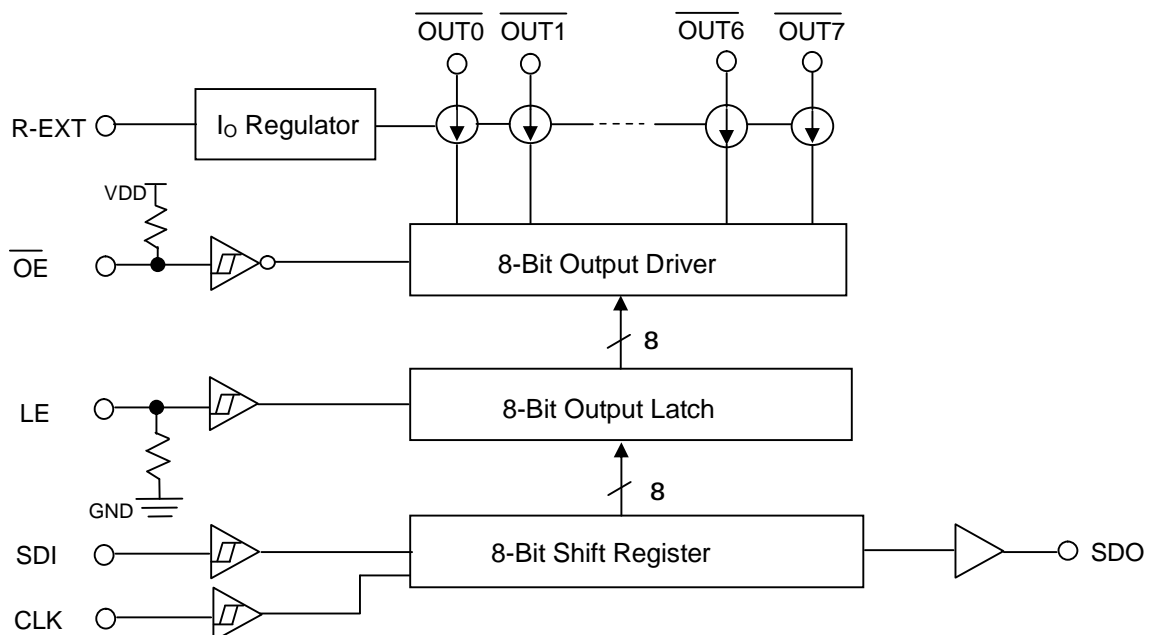 OUT0 OUT1 OUT6 OUT7
R-EXT
IO Regulator
VDD
OE
8-Bit Output Driver
8
LE
8-Bit Output Latch
GND
8
SDI
8-Bit Shift Register
SDO
CLK